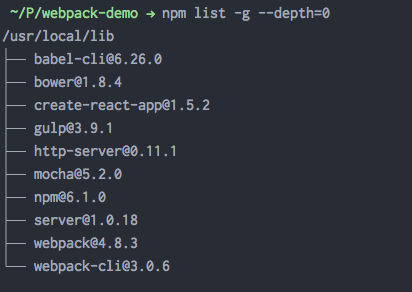 ~/P/webpack-demo → npm list -g --depth=0
/usr/local/lib
├── babel-cli@6.26.0
├── bower@1.8.4
├── create-react-app@1.5.2
├── gulp@3.9.1
├── http-server@0.11.1
├── mocha@5.2.0
├── npm@6.1.0
├── server@1.0.18
├── webpack@4.8.3
└── webpack-cli@3.0.6